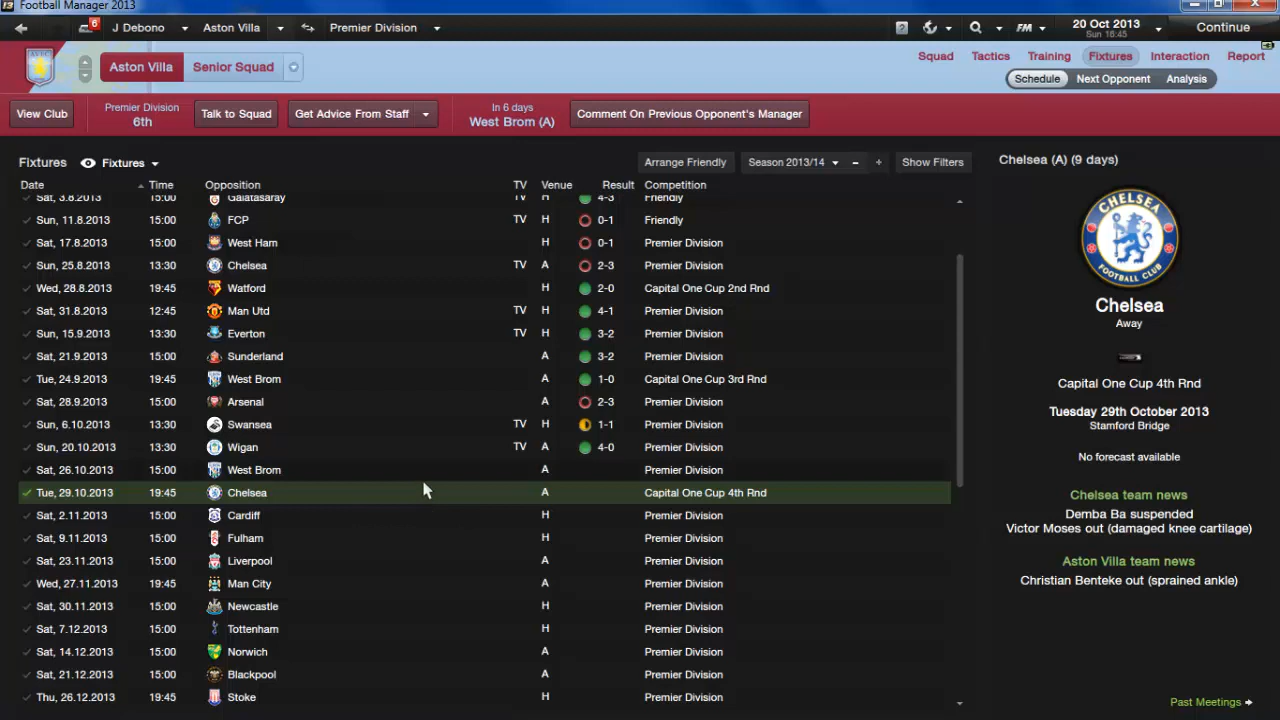 Football Manager 2013
6 J Debono Aston Villa Premier Division ? FM 20 Oct 2013 Continue
Sun 16:45
Aston Villa Senior Squad Squad Tactics Training Fixtures Interaction Report
Schedule Next Opponent Analysis
View Club Premier Division 6th Talk to Squad Get Advice From Staff In 6 days West Brom (A) Comment On Previous Opponent's Manager
Fixtures Fixtures Arrange Friendly Season 2013/14 - + Show Filters
Date Time Opposition TV Venue Result Competition
Sat, 3.8.2013 15:00 Galatasaray TV H 4-3 Friendly
Sun, 11.8.2013 15:00 FCP TV H 0-1 Friendly
Sat, 17.8.2013 15:00 West Ham H 0-1 Premier Division
Sun, 25.8.2013 13:30 Chelsea TV A 2-3 Premier Division
Wed, 28.8.2013 19:45 Watford H 2-0 Capital One Cup 2nd Rnd
Sat, 31.8.2013 12:45 Man Utd TV H 4-1 Premier Division
Sun, 15.9.2013 13:30 Everton TV H 3-2 Premier Division
Sat, 21.9.2013 15:00 Sunderland A 3-2 Premier Division
Tue, 24.9.2013 19:45 West Brom A 1-0 Capital One Cup 3rd Rnd
Sat, 28.9.2013 15:00 Arsenal A 2-3 Premier Division
Sun, 6.10.2013 13:30 Swansea TV H 1-1 Premier Division
Sun, 20.10.2013 13:30 Wigan TV A 4-0 Premier Division
Sat, 26.10.2013 15:00 West Brom A Premier Division
Tue, 29.10.2013 19:45 Chelsea A Capital One Cup 4th Rnd
Sat, 2.11.2013 15:00 Cardiff H Premier Division
Sat, 9.11.2013 15:00 Fulham H Premier Division
Sat, 23.11.2013 15:00 Liverpool A Premier Division
Wed, 27.11.2013 19:45 Man City A Premier Division
Sat, 30.11.2013 15:00 Newcastle H Premier Division
Sat, 7.12.2013 15:00 Tottenham H Premier Division
Sat, 14.12.2013 15:00 Norwich A Premier Division
Sat, 21.12.2013 15:00 Blackpool A Premier Division
Thu, 26.12.2013 19:45 Stoke H Premier Division
Chelsea (A) (9 days)
CHELSEA
FOOTBALL CLUB
Chelsea
Away
Capital One Cup 4th Rnd
Tuesday 29th October 2013
Stamford Bridge
No forecast available
Chelsea team news
Demba Ba suspended
Victor Moses out (damaged knee cartilage)
Aston Villa team news
Christian Benteke out (sprained ankle)
Past Meetings